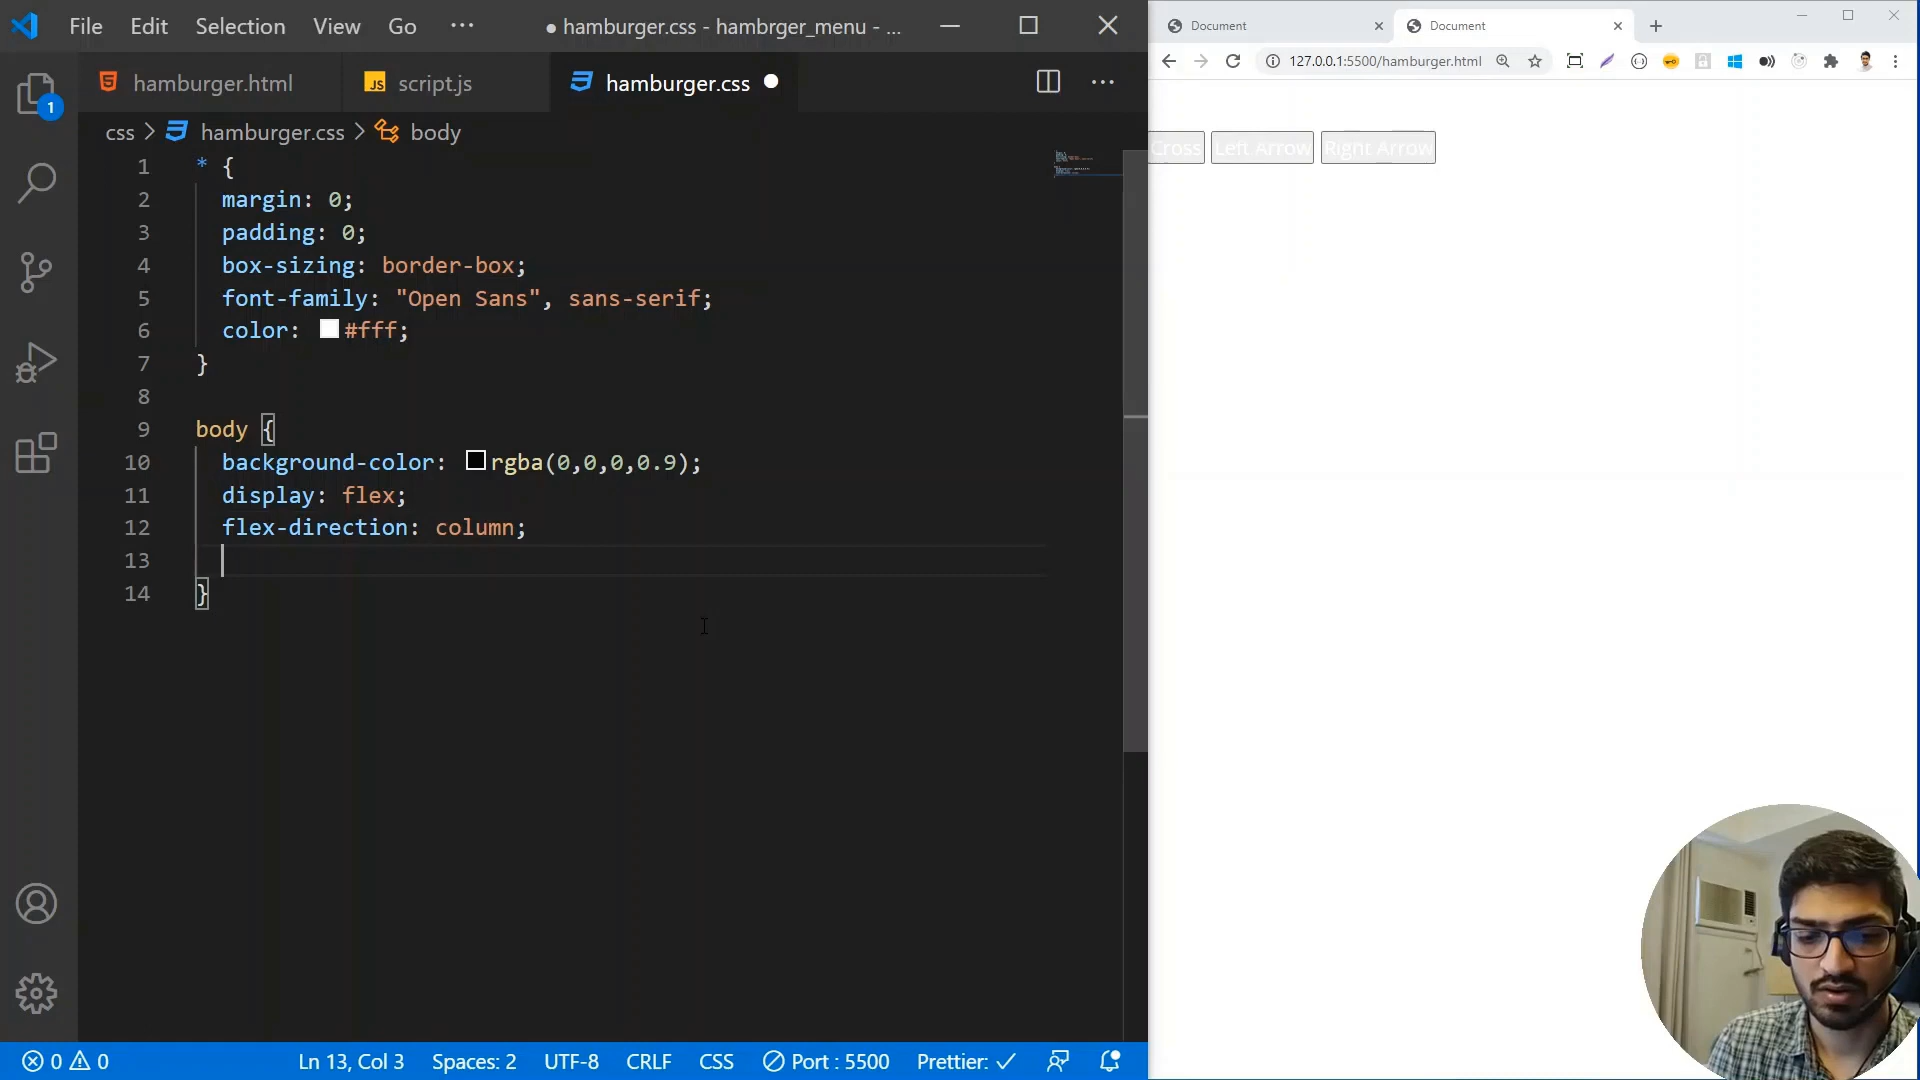 File Edit Selection View Go ··· ● hamburger.css - hambrger_menu - ...
hamburger.html JS script.js hamburger.css ● ···
css > hamburger.css > body
1 * {
2 margin: 0;
3 padding: 0;
4 box-sizing: border-box;
5 font-family: "Open Sans", sans-serif;
6 color: #fff;
7 }
8
9 body {
10 background-color: rgba(0,0,0,0.9);
11 display: flex;
12 flex-direction: column;
13
14 }
1
0 0 Ln 13, Col 3 Spaces: 2 UTF-8 CRLF CSS Port : 5500 Prettier: ✓
Document Document
127.0.0.1:5500/hamburger.html
Cross Left Arrow Right Arrow